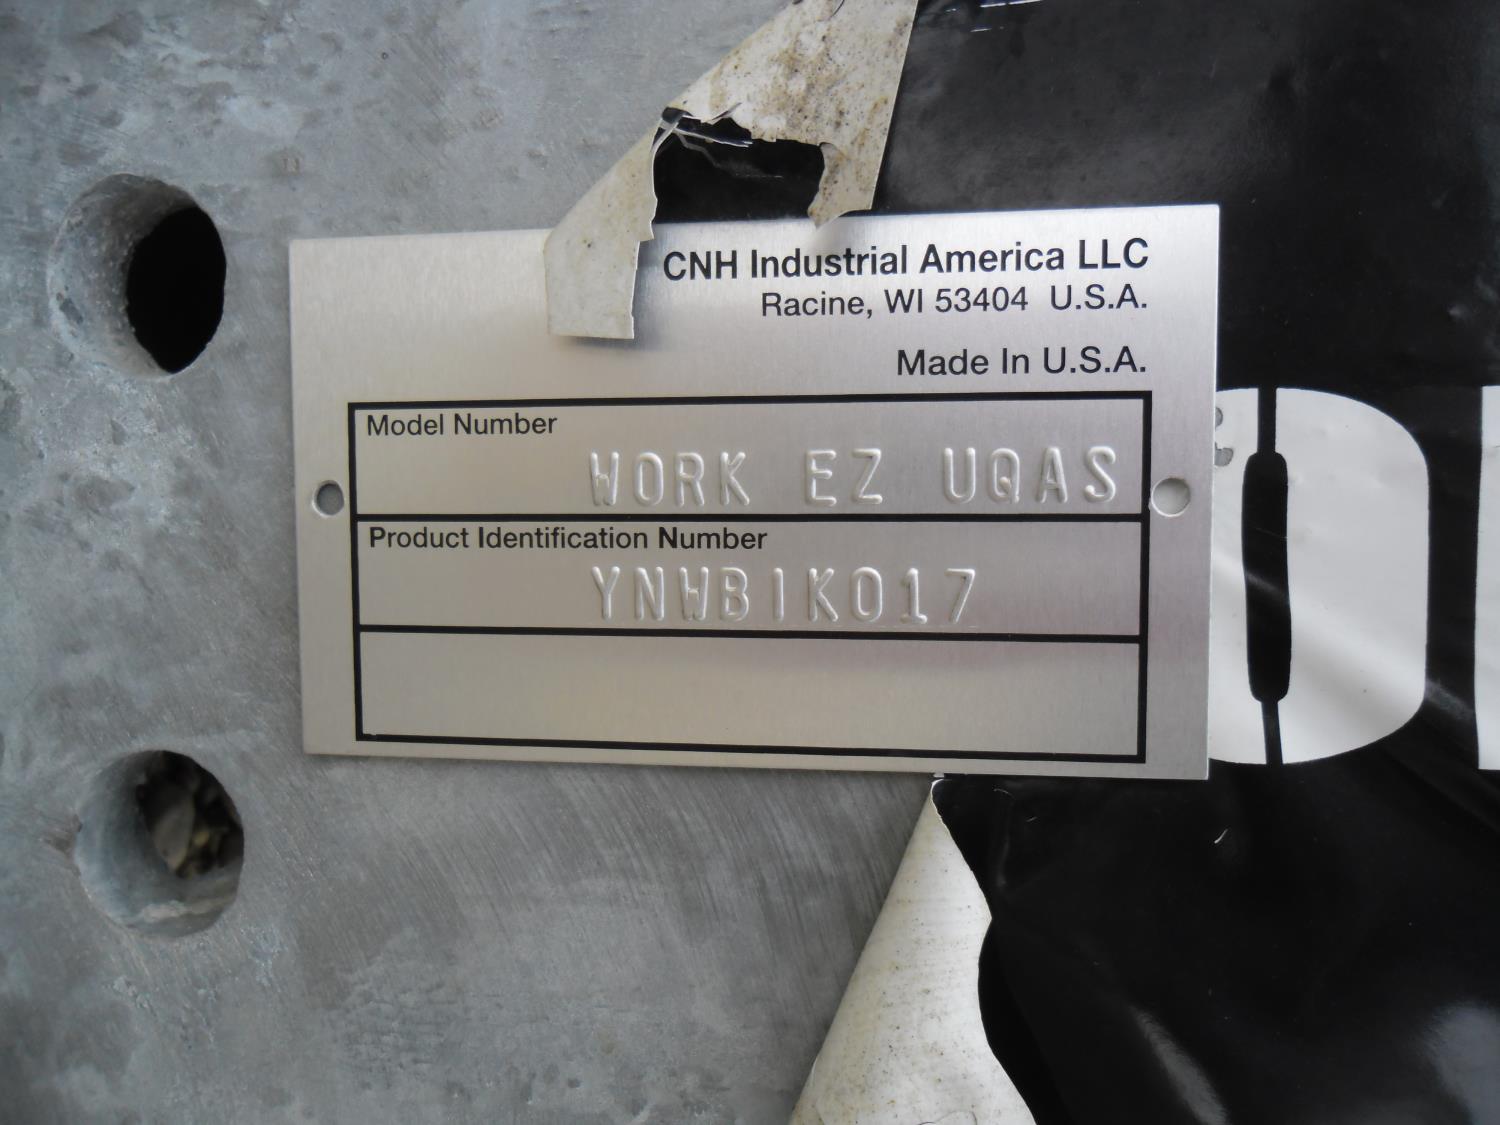 CNH Industrial America LLC
Racine, WI 53404 U.S.A.
Made In U.S.A.
Model Number
WORK EZ UQAS
Product Identification Number
YNWB1K017